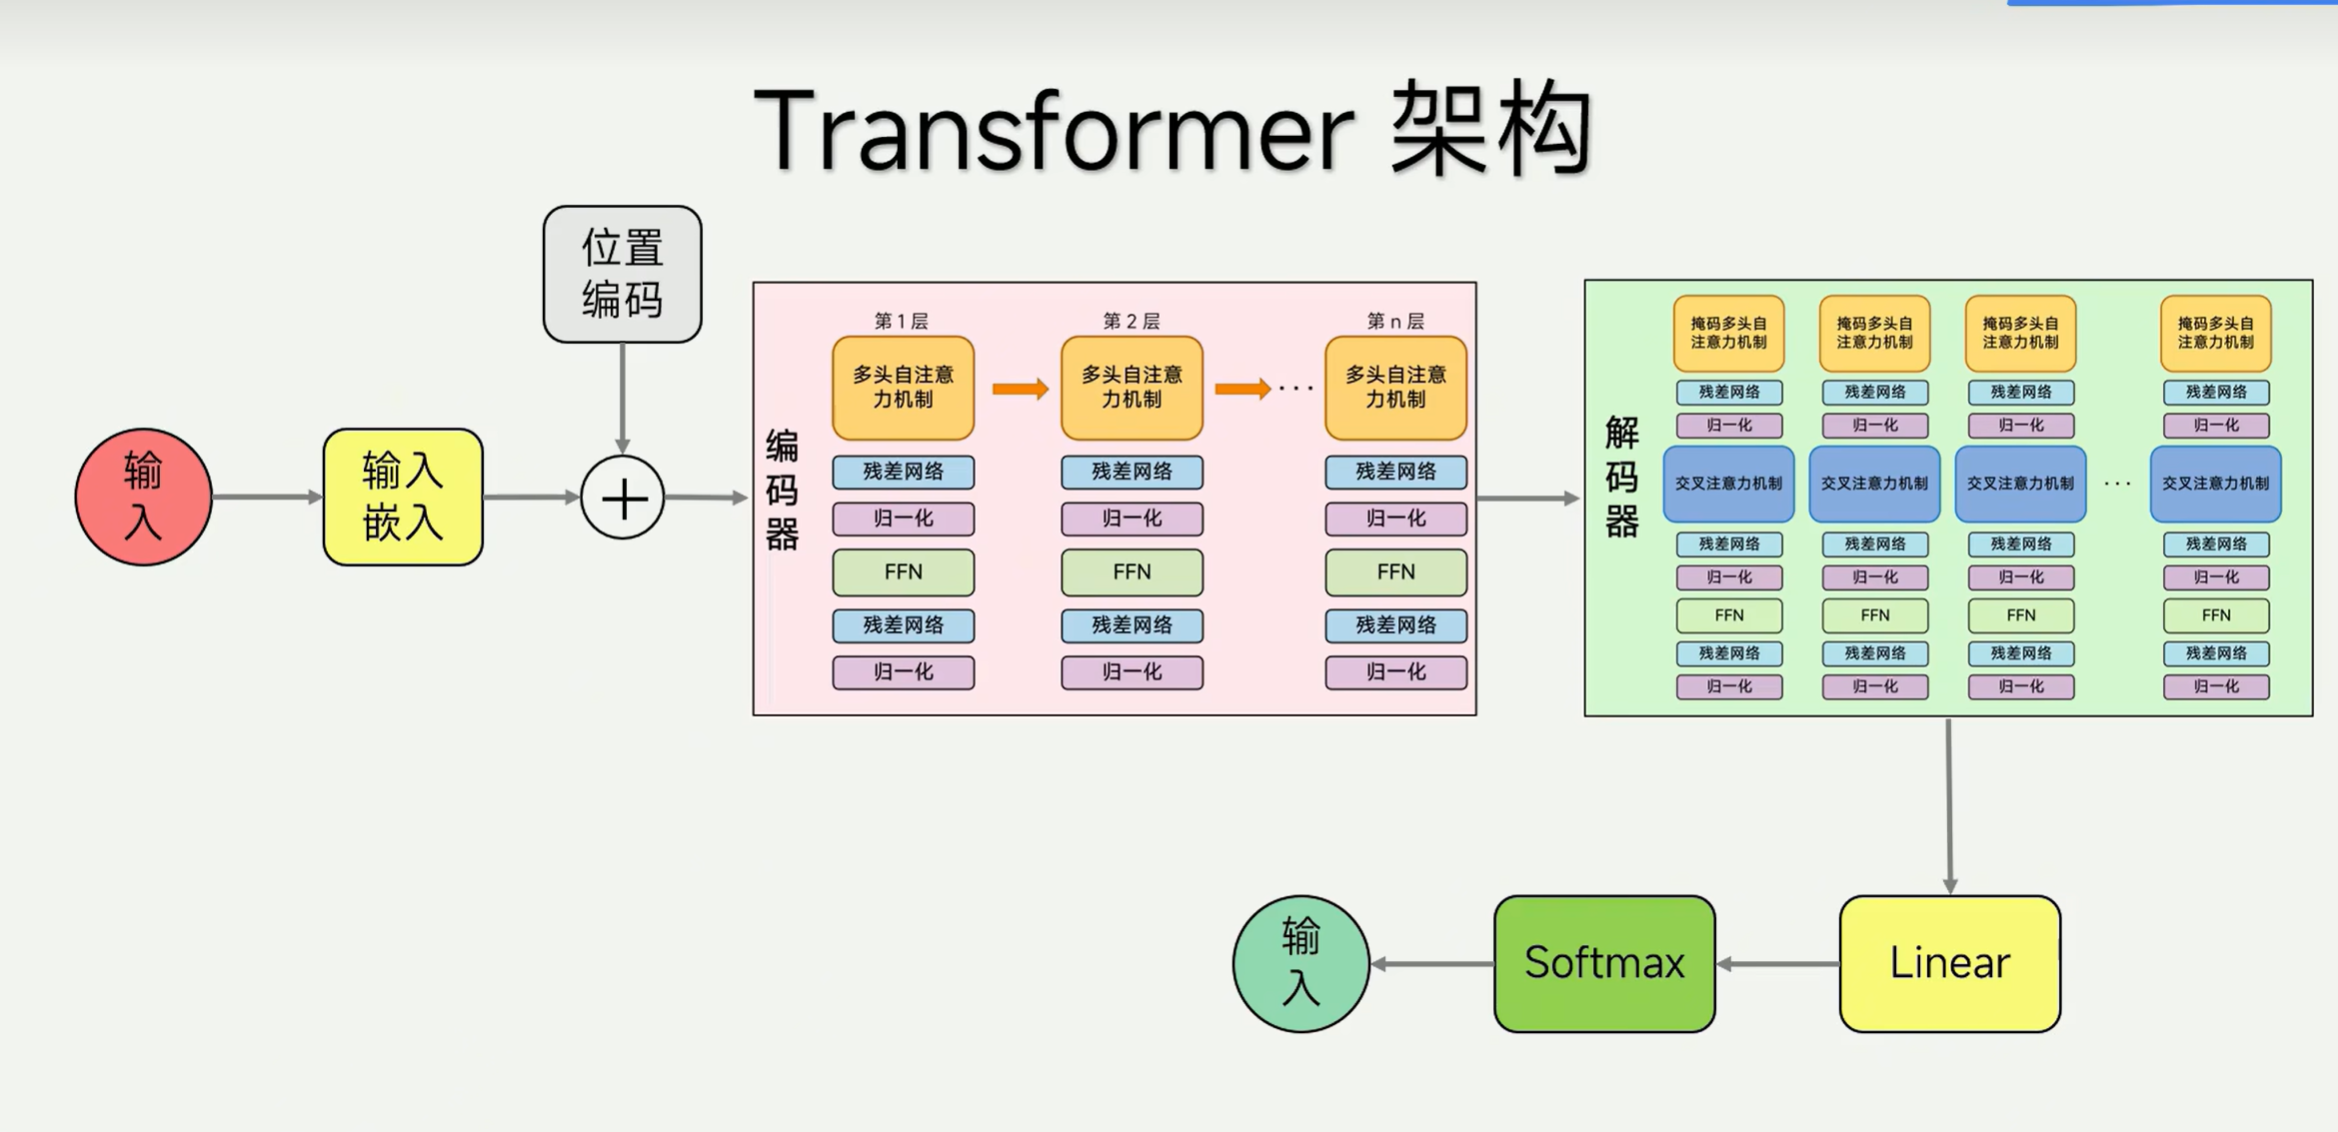 Transformer 架构
位置
编码
输
入
输入
嵌入
+
编
码
器
第 1 层
多头自注意
力机制
残差网络
归一化
FFN
残差网络
归一化
第 2 层
多头自注意
力机制
残差网络
归一化
FFN
残差网络
归一化
...
第 n 层
多头自注意
力机制
残差网络
归一化
FFN
残差网络
归一化
解
码
器
掩码多头自
注意力机制
残差网络
归一化
交叉注意力机制
残差网络
归一化
FFN
残差网络
归一化
掩码多头自
注意力机制
残差网络
归一化
交叉注意力机制
残差网络
归一化
FFN
残差网络
归一化
掩码多头自
注意力机制
残差网络
归一化
交叉注意力机制
残差网络
归一化
FFN
残差网络
归一化
...
掩码多头自
注意力机制
残差网络
归一化
交叉注意力机制
残差网络
归一化
FFN
残差网络
归一化
Linear
Softmax
输
入